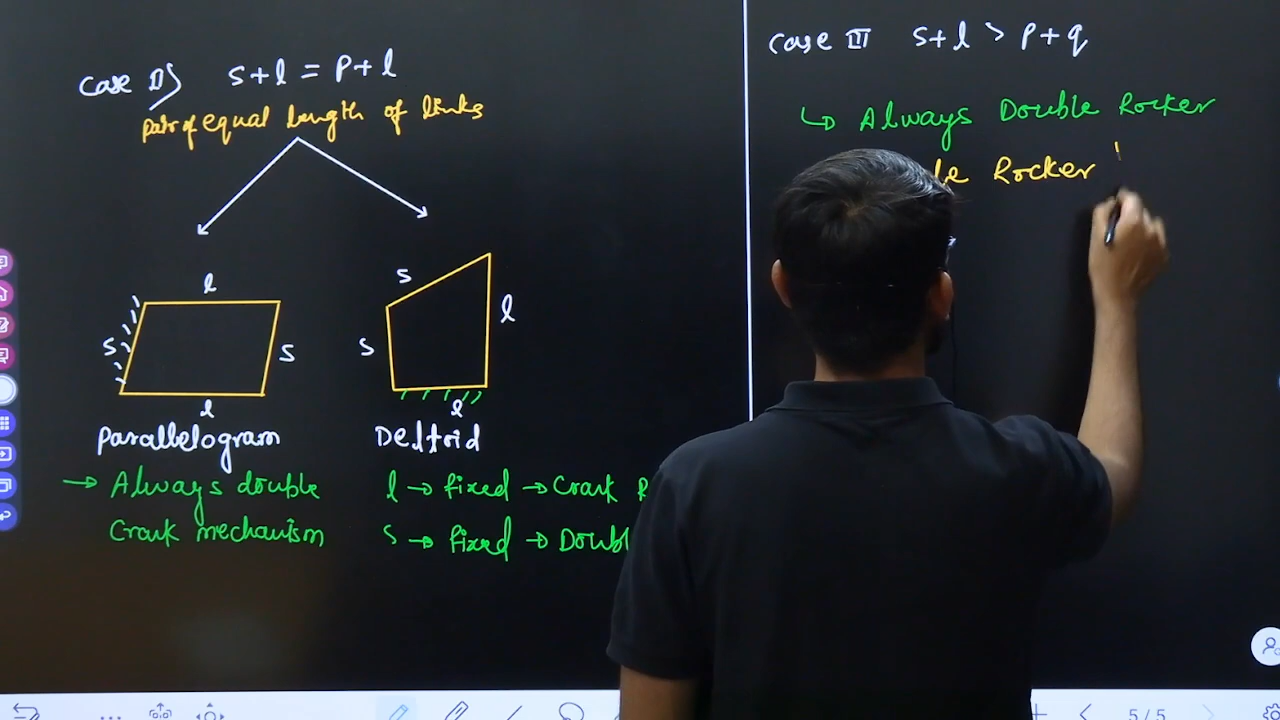 Case II) s+l = p+l
pair of equal length of links
l
s
s
l
Parallelogram
→ Always double
Crank mechanism
s
s
l
l
Deltoid
l → fixed → Crank
s → fixed → Doubl
Case III s+l > p+q
↳ Always Double Rocker
Rocker
5/5